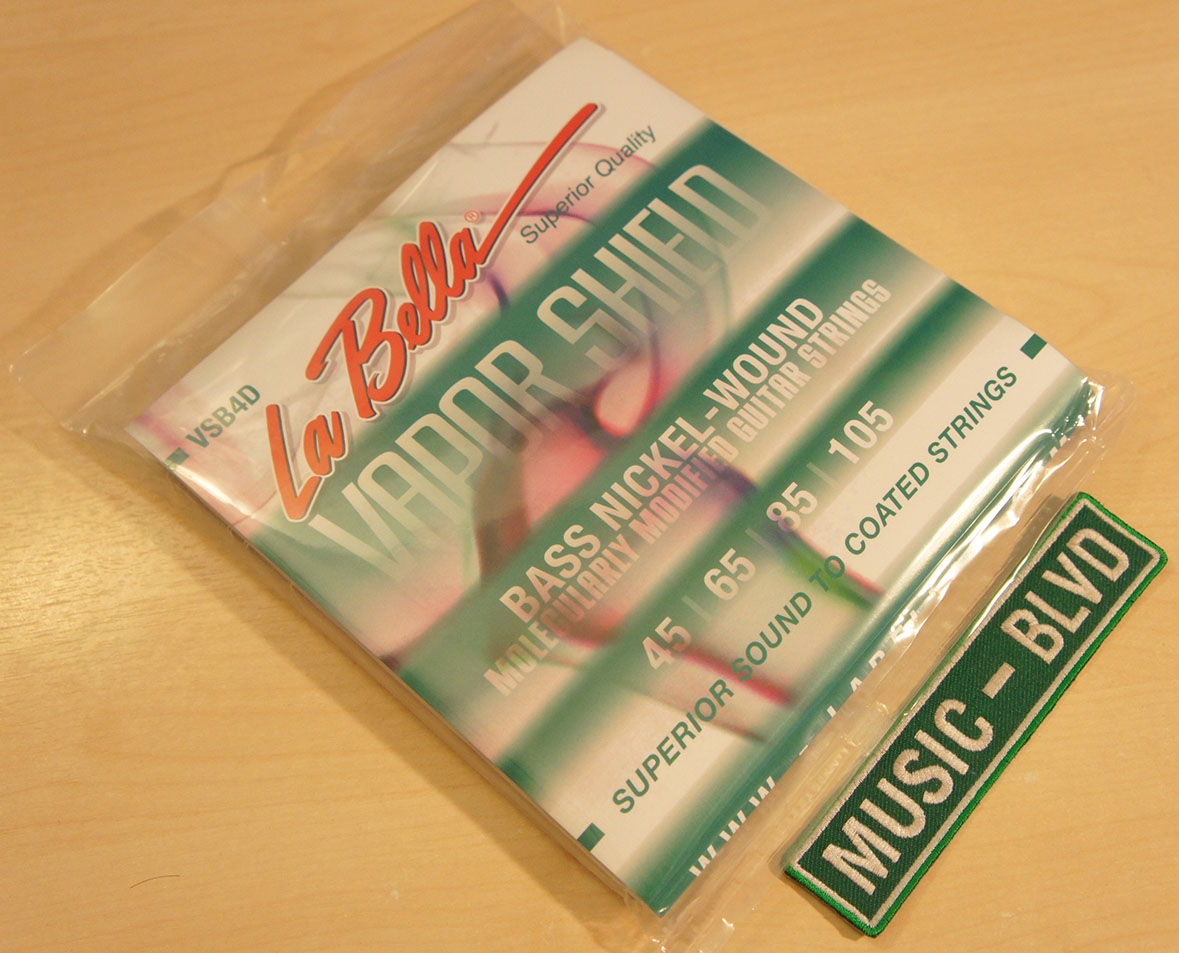 VSB4D
La Bella®
Superior Quality
VAPOR SHIELD
BASS NICKEL-WOUND
MOLECULARLY MODIFIED GUITAR STRINGS
45 | 65 | 85 | 105
SUPERIOR SOUND TO COATED STRINGS
MUSIC - BLVD